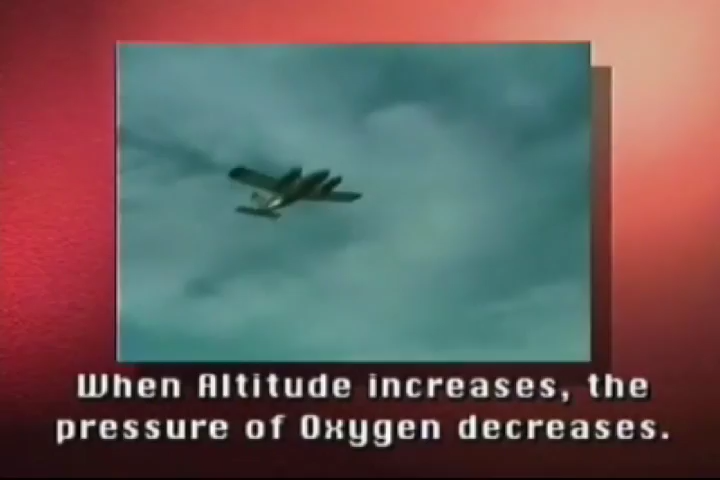 When Altitude increases, the
pressure of Oxygen decreases.